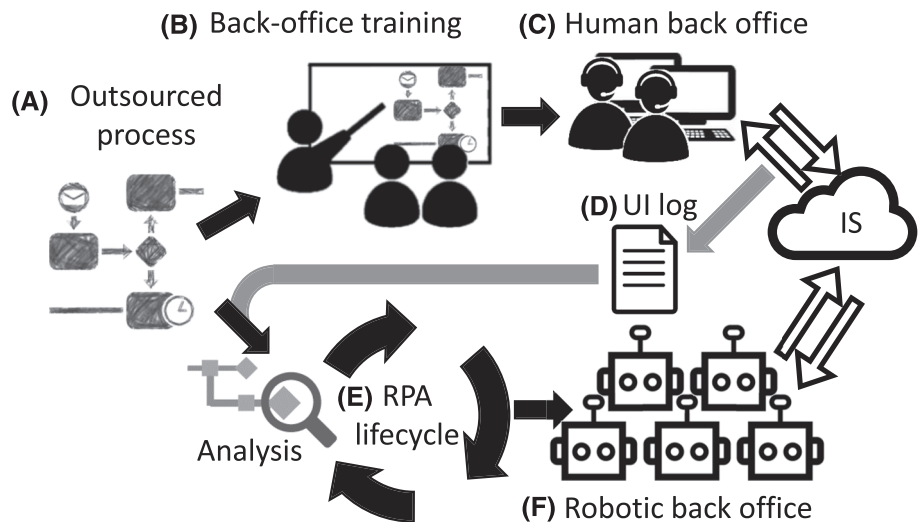 (B) Back-office training
(C) Human back office
(A) Outsourced
process
(D) UI log
IS
(E) RPA
lifecycle
Analysis
(F) Robotic back office